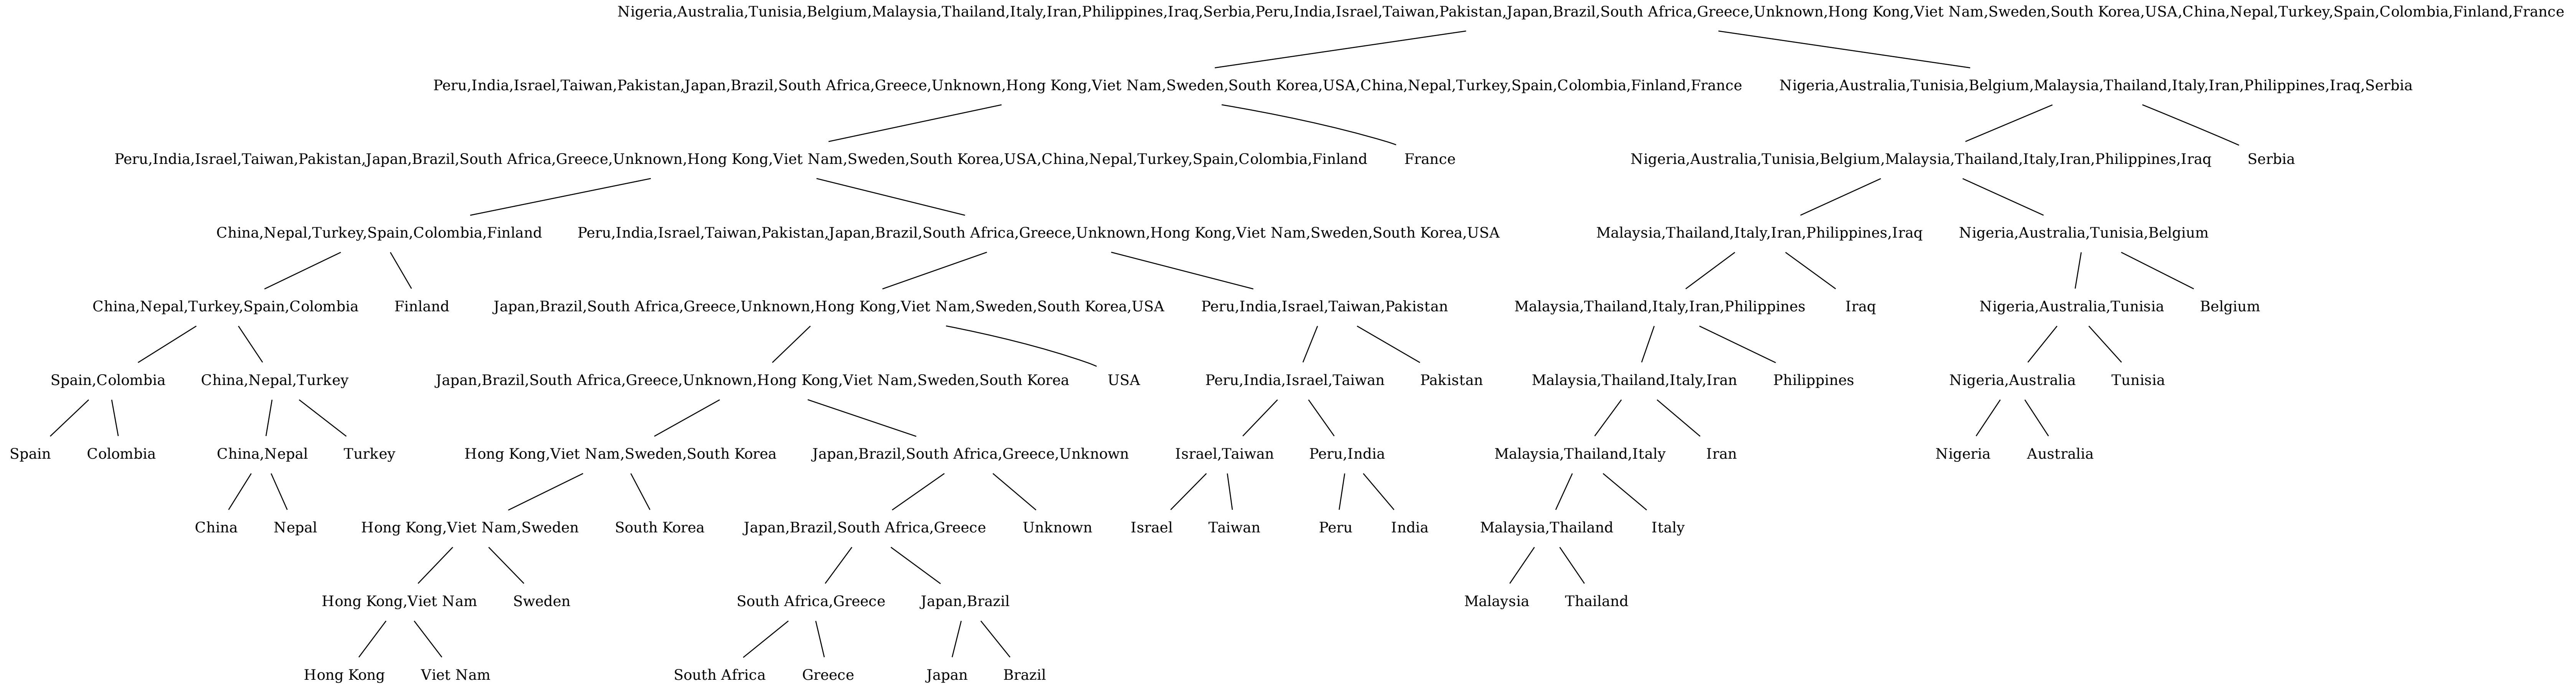 Nigeria,Australia,Tunisia,Belgium,Malaysia,Thailand,Italy,Iran,Philippines,Iraq,Serbia,Peru,India,Israel,Taiwan,Pakistan,Japan,Brazil,South Africa,Greece,Unknown,Hong Kong,Viet Nam,Sweden,South Korea,USA,China,Nepal,Turkey,Spain,Colombia,Finland,France
Peru,India,Israel,Taiwan,Pakistan,Japan,Brazil,South Africa,Greece,Unknown,Hong Kong,Viet Nam,Sweden,South Korea,USA,China,Nepal,Turkey,Spain,Colombia,Finland,France
Nigeria,Australia,Tunisia,Belgium,Malaysia,Thailand,Italy,Iran,Philippines,Iraq,Serbia
Peru,India,Israel,Taiwan,Pakistan,Japan,Brazil,South Africa,Greece,Unknown,Hong Kong,Viet Nam,Sweden,South Korea,USA,China,Nepal,Turkey,Spain,Colombia,Finland
France
Nigeria,Australia,Tunisia,Belgium,Malaysia,Thailand,Italy,Iran,Philippines,Iraq
Serbia
China,Nepal,Turkey,Spain,Colombia,Finland
Peru,India,Israel,Taiwan,Pakistan,Japan,Brazil,South Africa,Greece,Unknown,Hong Kong,Viet Nam,Sweden,South Korea,USA
Malaysia,Thailand,Italy,Iran,Philippines,Iraq
Nigeria,Australia,Tunisia,Belgium
China,Nepal,Turkey,Spain,Colombia
Finland
Japan,Brazil,South Africa,Greece,Unknown,Hong Kong,Viet Nam,Sweden,South Korea,USA
Peru,India,Israel,Taiwan,Pakistan
Malaysia,Thailand,Italy,Iran,Philippines
Iraq
Nigeria,Australia,Tunisia
Belgium
Spain,Colombia
China,Nepal,Turkey
Japan,Brazil,South Africa,Greece,Unknown,Hong Kong,Viet Nam,Sweden,South Korea
USA
Peru,India,Israel,Taiwan
Pakistan
Malaysia,Thailand,Italy,Iran
Philippines
Nigeria,Australia
Tunisia
Spain
Colombia
China,Nepal
Turkey
Hong Kong,Viet Nam,Sweden,South Korea
Japan,Brazil,South Africa,Greece,Unknown
Israel,Taiwan
Peru,India
Malaysia,Thailand,Italy
Iran
Nigeria
Australia
China
Nepal
Hong Kong,Viet Nam,Sweden
South Korea
Japan,Brazil,South Africa,Greece
Unknown
Israel
Taiwan
Peru
India
Malaysia,Thailand
Italy
Hong Kong,Viet Nam
Sweden
South Africa,Greece
Japan,Brazil
Malaysia
Thailand
Hong Kong
Viet Nam
South Africa
Greece
Japan
Brazil